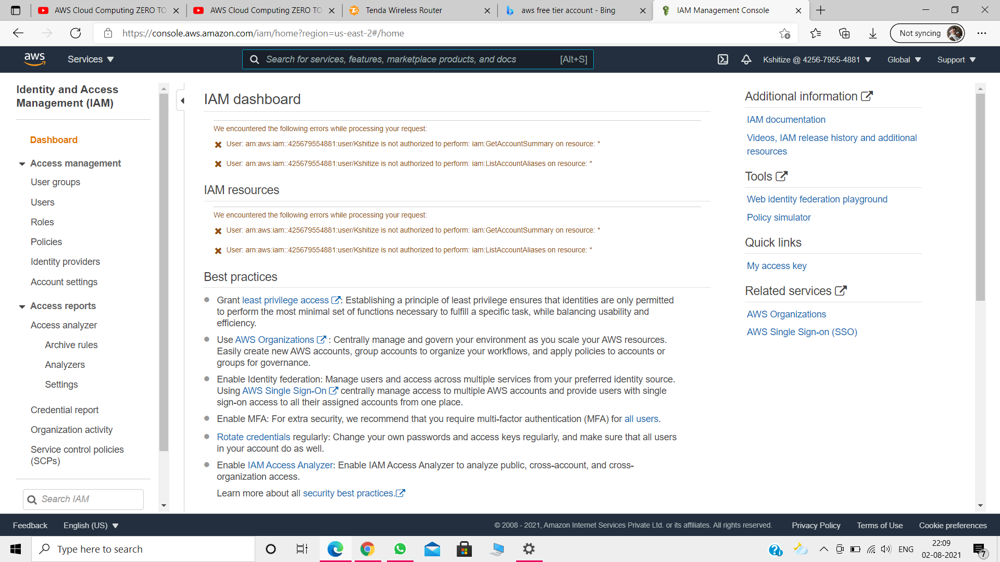 AWS Cloud Computing ZERO TO
AWS Cloud Computing ZERO TO
Tenda Wireless Router
aws free tier account - Bing
IAM Management Console
https://console.aws.amazon.com/iam/home?region=us-east-2#/home
Not syncing
aws
Services
Search for services, features, marketplace products, and docs
[Alt+S]
Kshitize @ 4256-7955-4881
Global
Support
Identity and Access
Management (IAM)
Dashboard
Access management
User groups
Users
Roles
Policies
Identity providers
Account settings
Access reports
Access analyzer
Archive rules
Analyzers
Settings
Credential report
Organization activity
Service control policies
(SCPs)
Search IAM
IAM dashboard
We encountered the following errors while processing your request:
User: arn:aws:iam::425679554881:user/Kshitize is not authorized to perform: iam:GetAccountSummary on resource: *
User: arn:aws:iam::425679554881:user/Kshitize is not authorized to perform: iam:ListAccountAliases on resource: *
IAM resources
We encountered the following errors while processing your request:
User: arn:aws:iam::425679554881:user/Kshitize is not authorized to perform: iam:GetAccountSummary on resource: *
User: arn:aws:iam::425679554881:user/Kshitize is not authorized to perform: iam:ListAccountAliases on resource: *
Best practices
Grant least privilege access : Establishing a principle of least privilege ensures that identities are only permitted
to perform the most minimal set of functions necessary to fulfill a specific task, while balancing usability and
efficiency.
Use AWS Organizations : Centrally manage and govern your environment as you scale your AWS resources.
Easily create new AWS accounts, group accounts to organize your workflows, and apply policies to accounts or
groups for governance.
Enable Identity federation: Manage users and access across multiple services from your preferred identity source.
Using AWS Single Sign-On centrally manage access to multiple AWS accounts and provide users with single
sign-on access to all their assigned accounts from one place.
Enable MFA: For extra security, we recommend that you require multi-factor authentication (MFA) for all users.
Rotate credentials regularly: Change your own passwords and access keys regularly, and make sure that all users
in your account do as well.
Enable IAM Access Analyzer: Enable IAM Access Analyzer to analyze public, cross-account, and cross-
organization access.
Learn more about all security best practices.
Additional information
IAM documentation
Videos, IAM release history and additional
resources
Tools
Web identity federation playground
Policy simulator
Quick links
My access key
Related services
AWS Organizations
AWS Single Sign-on (SSO)
Feedback
English (US)
© 2008 - 2021, Amazon Internet Services Private Ltd. or its affiliates. All rights reserved.
Privacy Policy
Terms of Use
Cookie preferences
Type here to search
ENG
22:09
02-08-2021
7